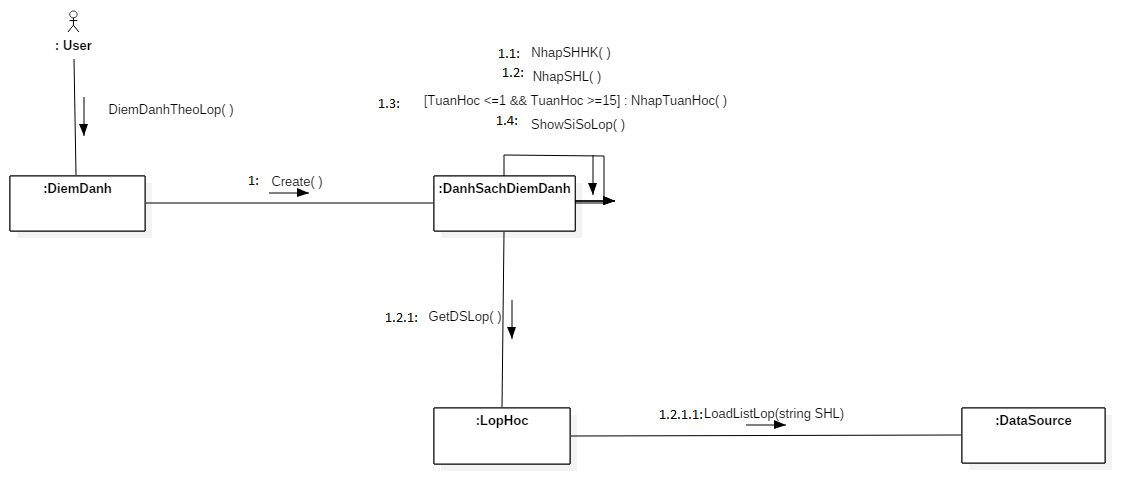 : User
DiemDanhTheoLop( )
1.1: NhapSHHK( )
1.2: NhapSHL( )
1.3: [TuanHoc <=1 && TuanHoc >=15] : NhapTuanHoc( )
1.4: ShowSiSoLop( )
:DiemDanh
1: Create( )
:DanhSachDiemDanh
1.2.1: GetDSLop( )
:LopHoc
1.2.1.1:LoadListLop(string SHL)
:DataSource